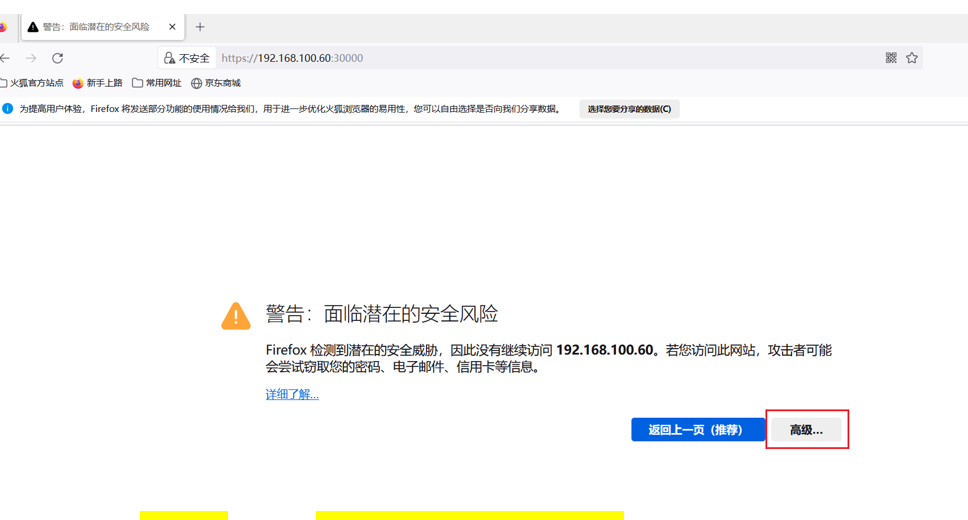 警告：面临潜在的安全风险
不安全 https://192.168.100.60:30000
火狐官方站点 新手上路 常用网址 京东商城
为提高用户体验，Firefox 将发送部分功能的使用情况给我们，用于进一步优化火狐浏览器的易用性，您可以自由选择是否向我们分享数据。 选择您要分享的数据(C)
警告：面临潜在的安全风险
Firefox 检测到潜在的安全威胁，因此没有继续访问 192.168.100.60。若您访问此网站，攻击者可能
会尝试窃取您的密码、电子邮件、信用卡等信息。
详细了解...
返回上一页（推荐） 高级...